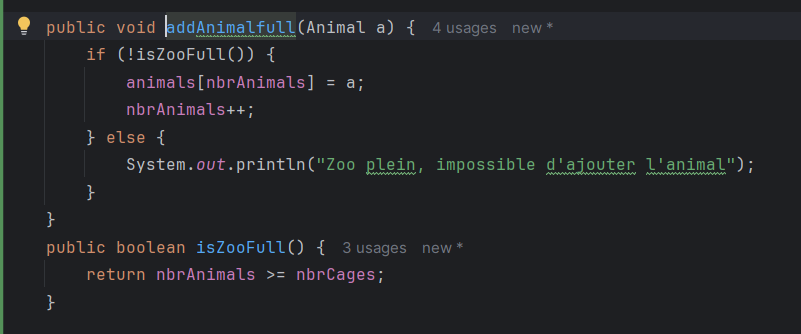 public void addAnimalfull(Animal a) { 4 usages new *
if (!isZooFull()) {
animals[nbrAnimals] = a;
nbrAnimals++;
} else {
System.out.println("Zoo plein, impossible d'ajouter l'animal");
}
}
public boolean isZooFull() { 3 usages new *
return nbrAnimals >= nbrCages;
}